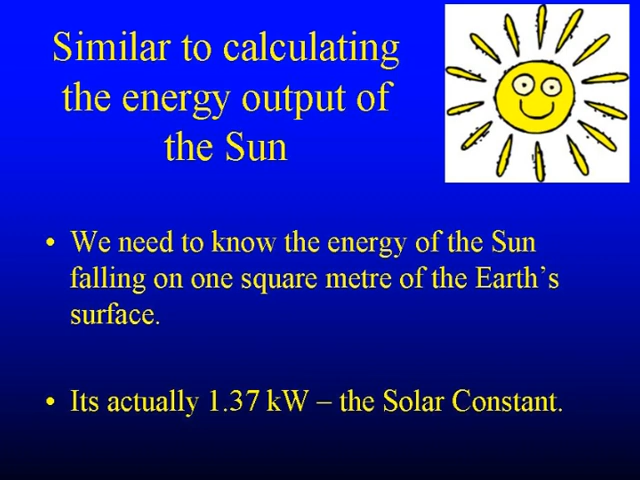 Similar to calculating
the energy output of
the Sun
• We need to know the energy of the Sun
falling on one square metre of the Earth's
surface.
• Its actually 1.37 kW – the Solar Constant.